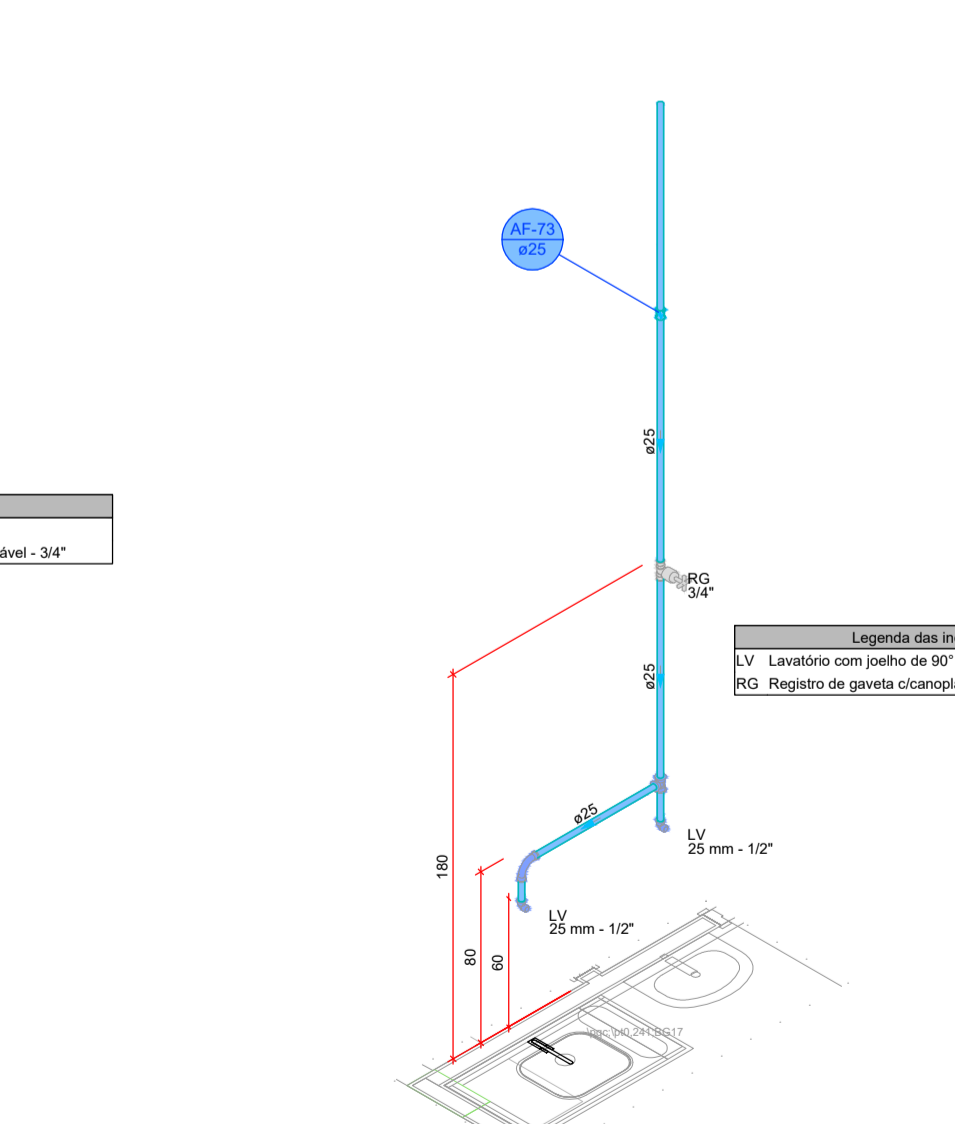 AF-73
ø25
ø25
ável - 3/4"
RG
3/4"
Legenda das in
LV Lavatório com joelho de 90°
RG Registro de gaveta c/canopl
ø25
ø25
LV
25 mm - 1/2"
180
LV
25 mm - 1/2"
80
60